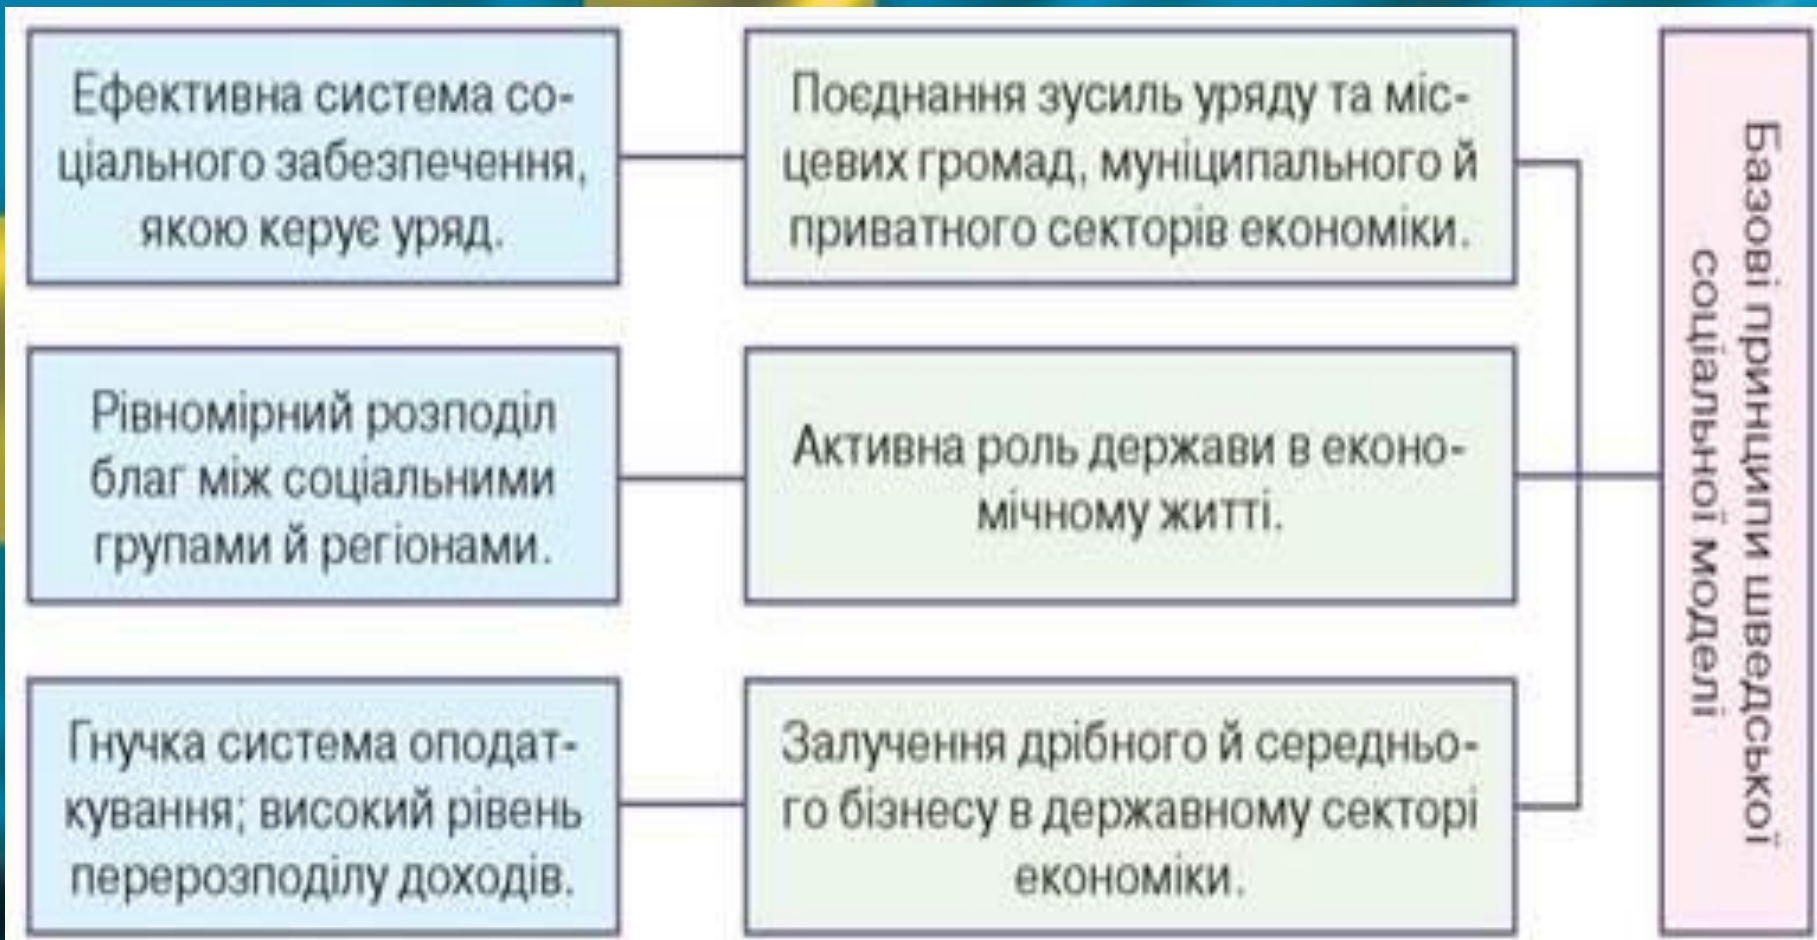 Ефективна система со-
ціального забезпечення,
якою керує уряд.
Поєднання зусиль уряду та міс-
цевих громад, муніципального й
приватного секторів економіки.
Рівномірний розподіл
благ між соціальними
групами й регіонами.
Активна роль держави в еконо-
мічному житті.
Гнучка система оподат-
кування; високий рівень
перерозподілу доходів.
Залучення дрібного й середньо-
го бізнесу в державному секторі
економіки.
Базові принципи шведської
соціальної моделі